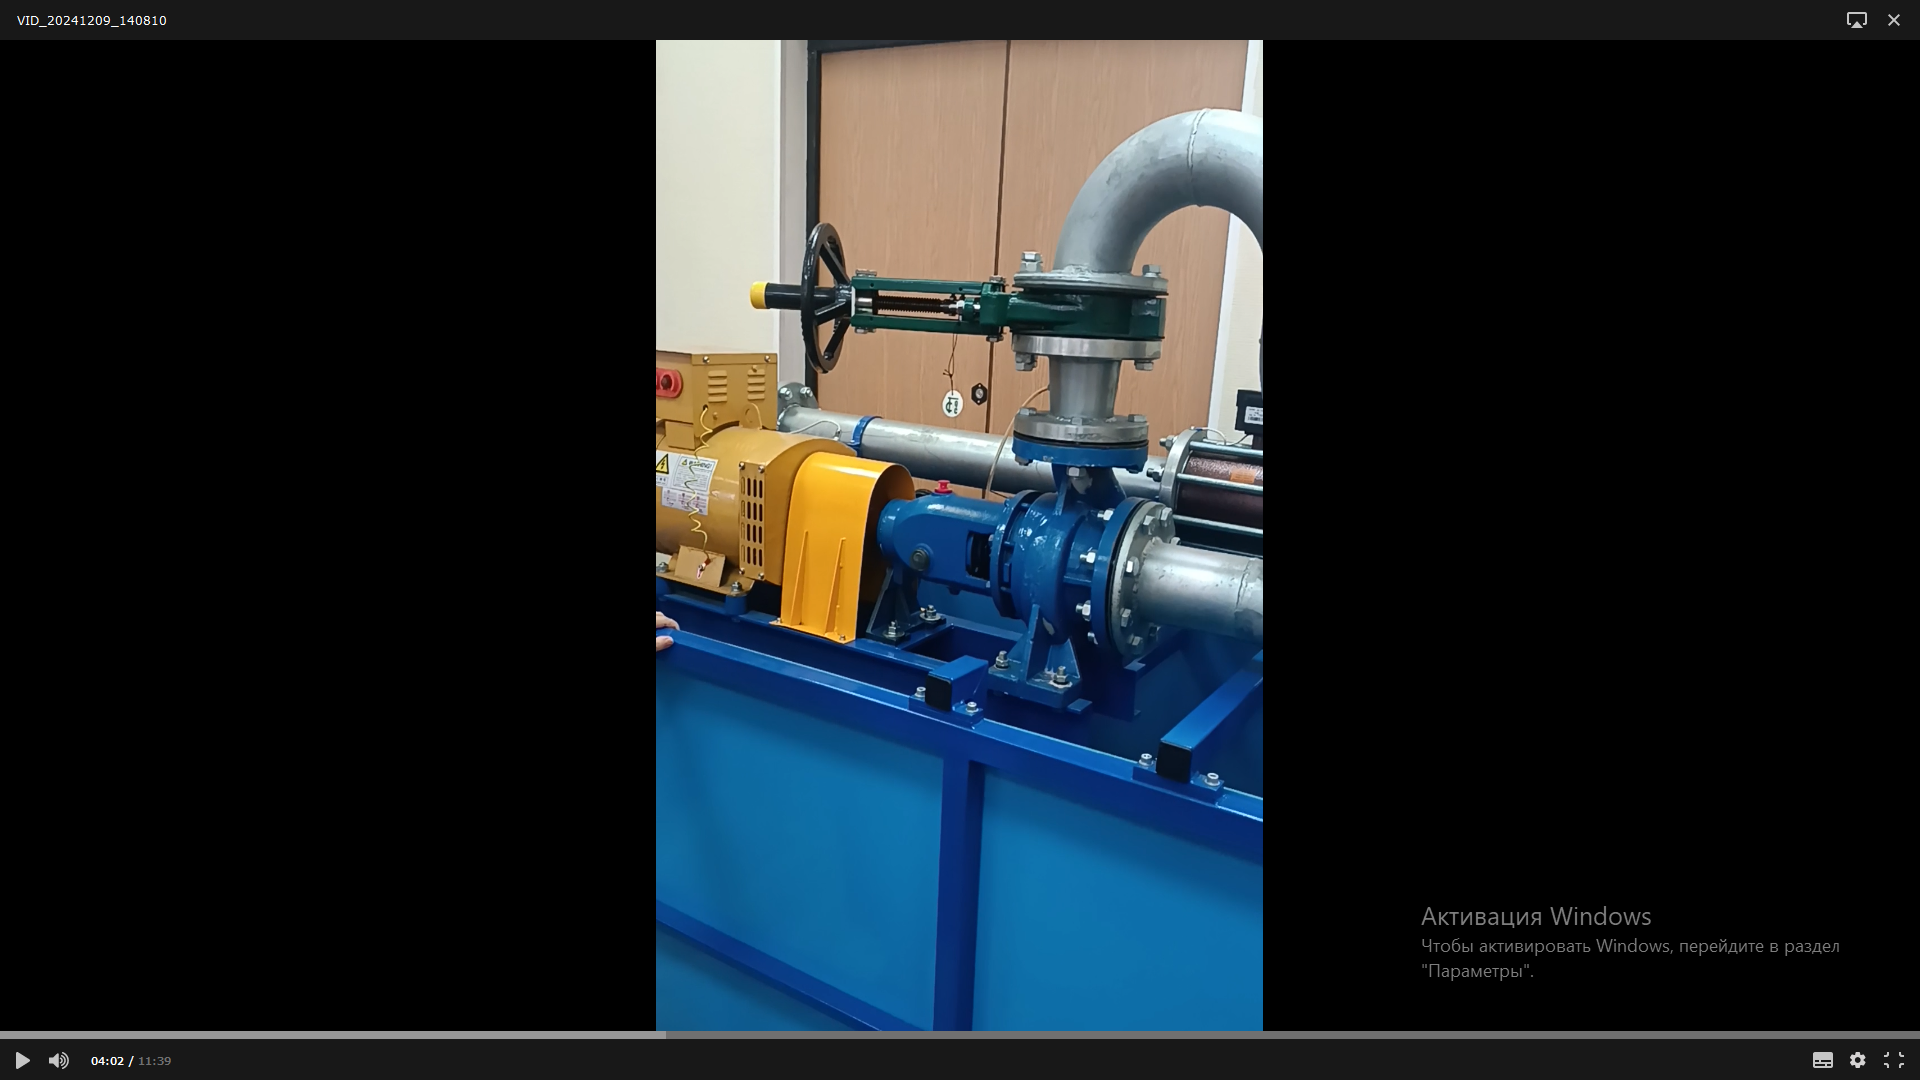 VID_20241209_140810
Активация Windows
Чтобы активировать Windows, перейдите в раздел
"Параметры".
04:02 / 11:39